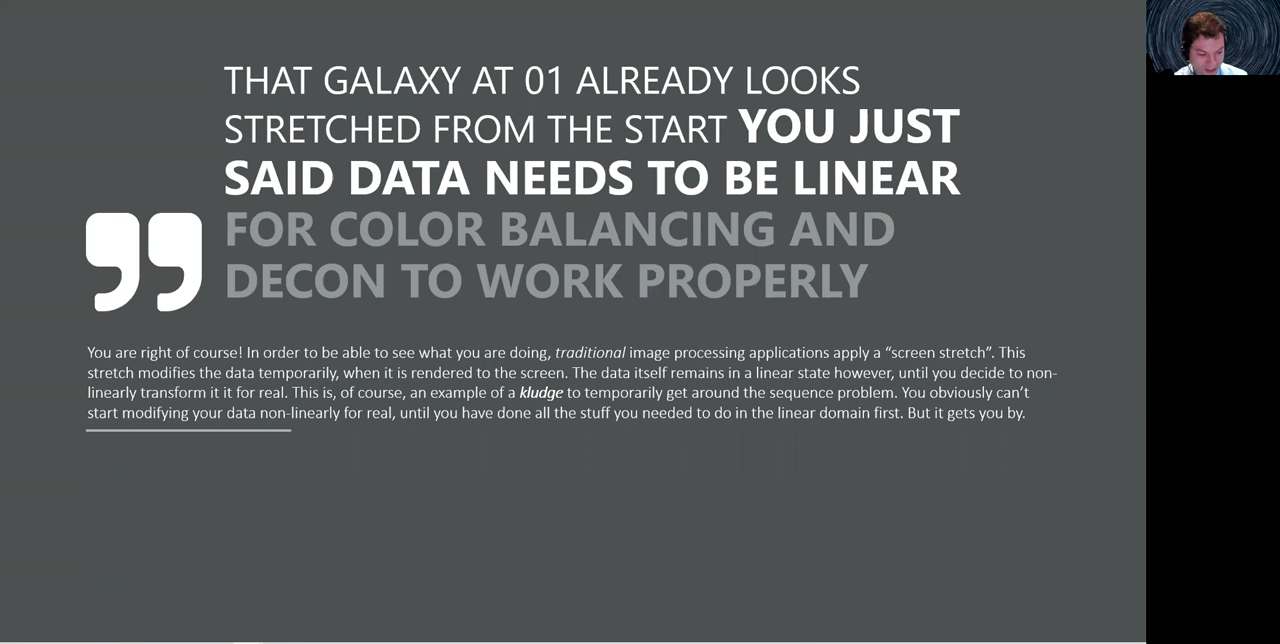 THAT GALAXY AT 01 ALREADY LOOKS
STRETCHED FROM THE START YOU JUST
SAID DATA NEEDS TO BE LINEAR
FOR COLOR BALANCING AND
DECON TO WORK PROPERLY
You are right of course! In order to be able to see what you are doing, traditional image processing applications apply a “screen stretch”. This
stretch modifies the data temporarily, when it is rendered to the screen. The data itself remains in a linear state however, until you decide to non-
linearly transform it it for real. This is, of course, an example of a kludge to temporarily get around the sequence problem. You obviously can’t
start modifying your data non-linearly for real, until you have done all the stuff you needed to do in the linear domain first. But it gets you by.